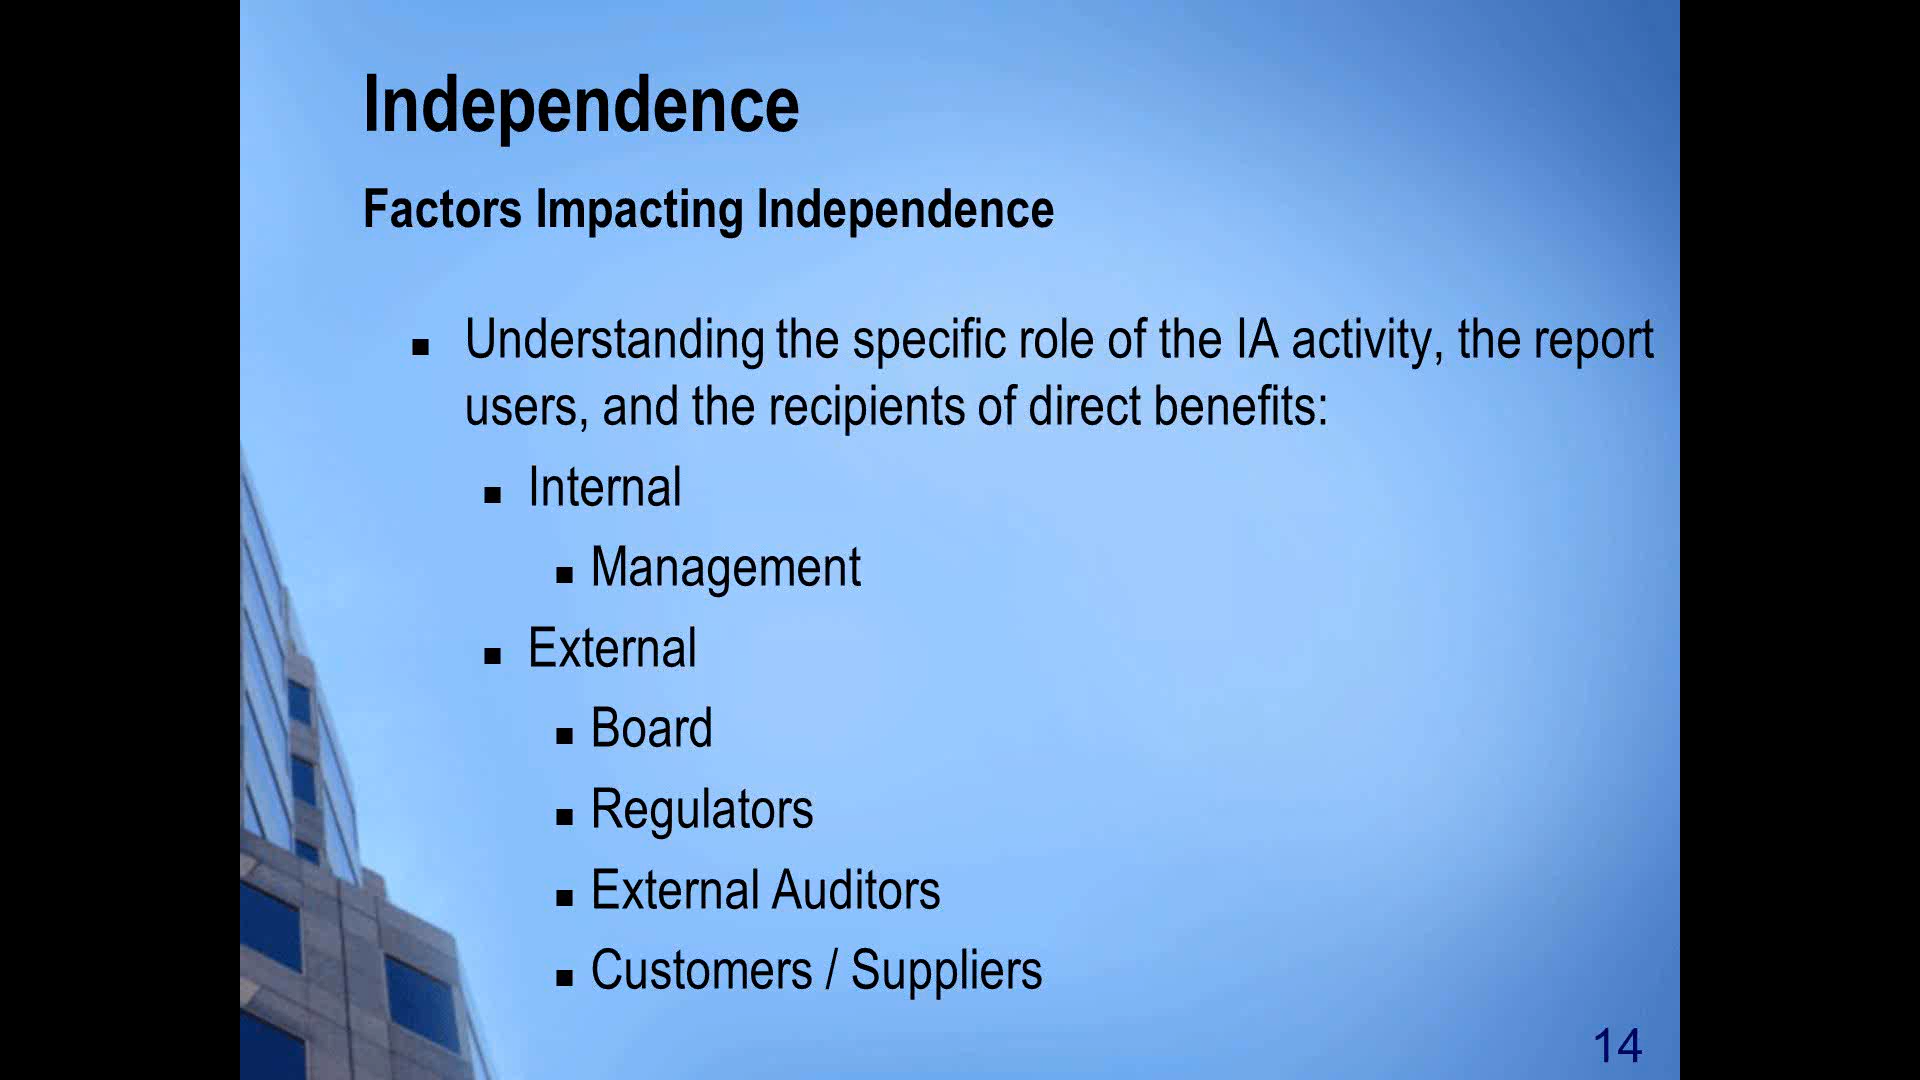 Independence
Factors Impacting Independence
▪ Understanding the specific role of the IA activity, the report
users, and the recipients of direct benefits:
▪ Internal
▪ Management
▪ External
▪ Board
▪ Regulators
▪ External Auditors
▪ Customers / Suppliers
14